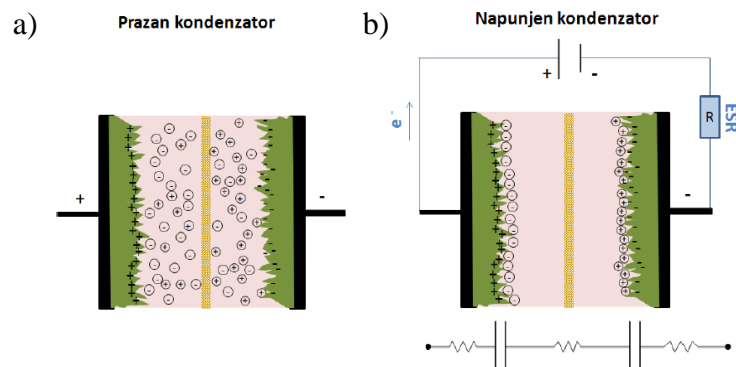 a)
Prazan kondenzator
+
-
b)
Napunjen kondenzator
+
-
e-
R
ESR
-